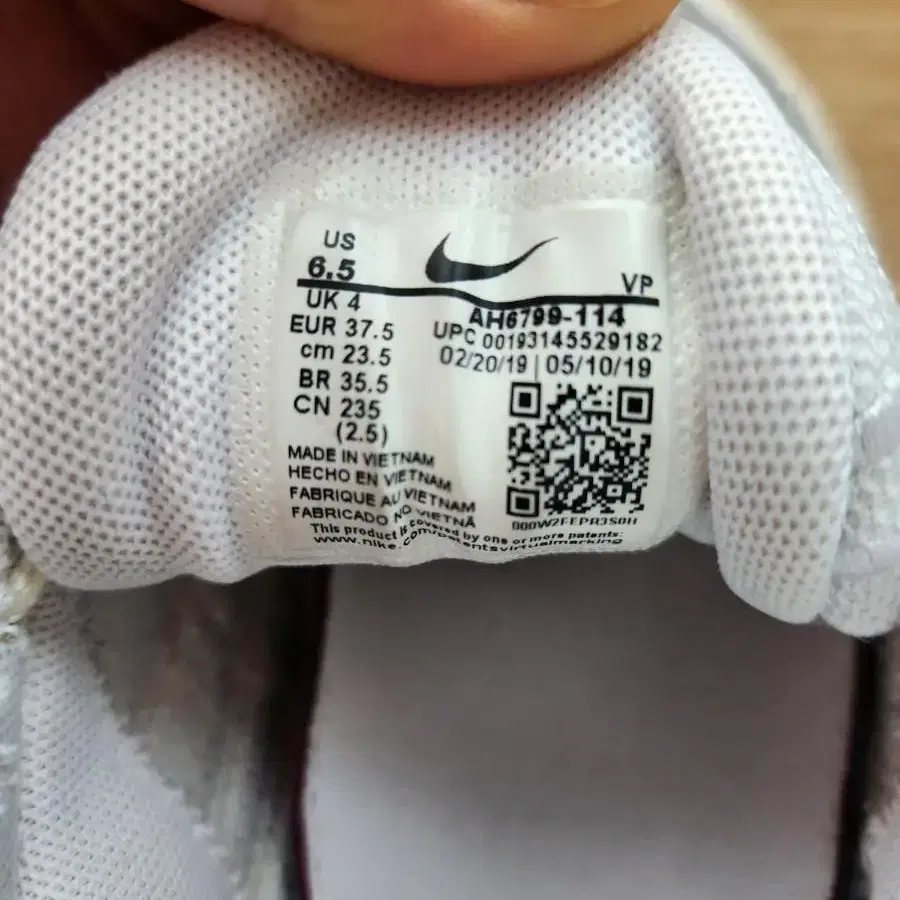 US
6.5
VP
UK 4
EUR 37.5
cm 23.5
BR 35.5
CN 235
(2.5)
AH6799-114
UPC 00193145529182
02/20/19 | 05/10/19
000W2FEPR3S0H
MADE IN VIETNAM
HECHO EN VIETNAM
FABRIQUE AU VIETNAM
FABRICADO NO VIETNÃ
This product is covered by one or more patents:
www.nike.com/patentsvirtualmarking